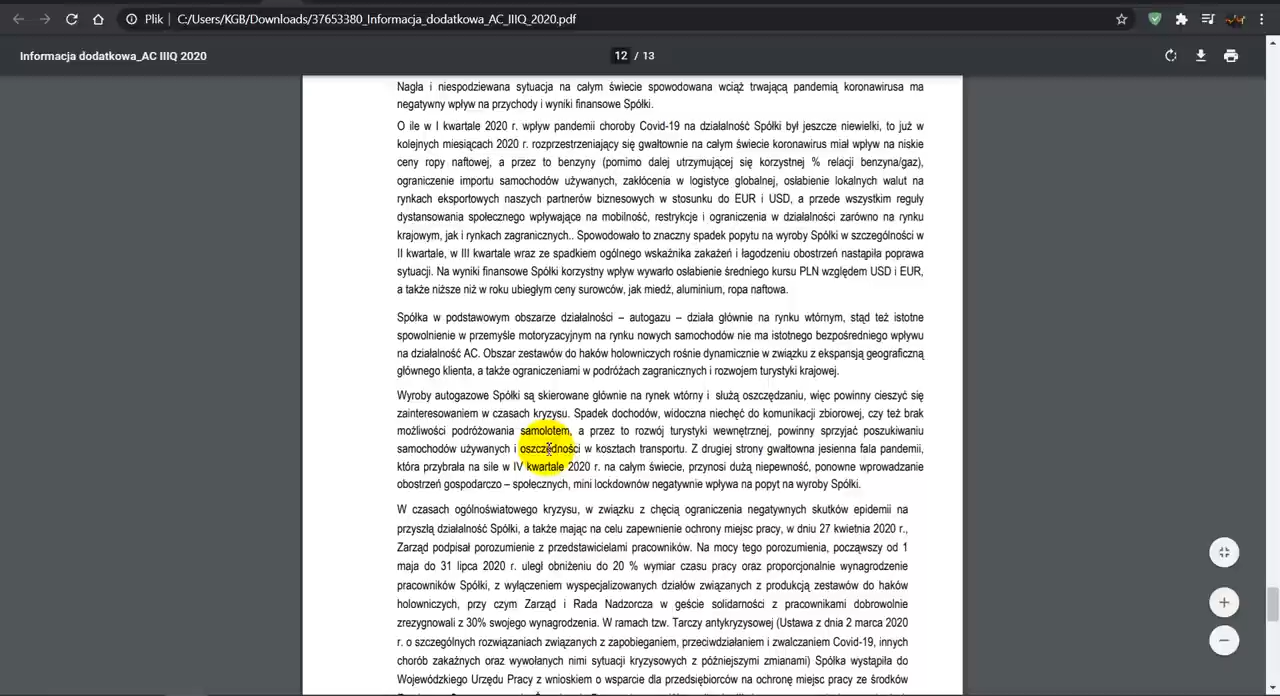 Plik
C:/Users/KGB/Downloads/37653380_Informacja_dodatkowa_AC_IIIQ_2020.pdf
Informacja dodatkowa_AC IIIQ 2020
12 / 13
Nagła i niespodziewana sytuacja na całym świecie spowodowana wciąż trwającą pandemią koronawirusa ma
negatywny wpływ na przychody i wyniki finansowe Spółki.
O ile w I kwartale 2020 r. wpływ pandemii choroby Covid-19 na działalność Spółki był jeszcze niewielki, to już w
kolejnych miesiącach 2020 r. rozprzestrzeniający się gwałtownie na całym świecie koronawirus miał wpływ na niskie
ceny ropy naftowej, a przez to benzyny (pomimo dalej utrzymującej się korzystnej % relacji benzyna/gaz),
ograniczenie importu samochodów używanych, zakłócenia w logistyce globalnej, osłabienie lokalnych walut na
rynkach eksportowych naszych partnerów biznesowych w stosunku do EUR i USD, a przede wszystkim reguły
dystansowania społecznego wpływające na mobilność, restrykcje i ograniczenia w działalności zarówno na rynku
krajowym, jak i rynkach zagranicznych.. Spowodowało to znaczny spadek popytu na wyroby Spółki w szczególności w
II kwartale, w III kwartale wraz ze spadkiem ogólnego wskaźnika zakażeń i łagodzeniu obostrzeń nastąpiła poprawa
sytuacji. Na wyniki finansowe Spółki korzystny wpływ wywarło osłabienie średniego kursu PLN względem USD i EUR,
a także niższe niż w roku ubiegłym ceny surowców, jak miedź, aluminium, ropa naftowa.
Spółka w podstawowym obszarze działalności – autogazu – działa głównie na rynku wtórnym, stąd też istotne
spowolnienie w przemyśle motoryzacyjnym na rynku nowych samochodów nie ma istotnego bezpośredniego wpływu
na działalność AC. Obszar zestawów do haków holowniczych rośnie dynamicznie w związku z ekspansją geograficzną
głównego klienta, a także ograniczeniami w podróżach zagranicznych i rozwojem turystyki krajowej.
Wyroby autogazowe Spółki są skierowane głównie na rynek wtórny i służą oszczędzaniu, więc powinny cieszyć się
zainteresowaniem w czasach kryzysu. Spadek dochodów, widoczna niechęć do komunikacji zbiorowej, czy też brak
możliwości podróżowania samolotem, a przez to rozwój turystyki wewnętrznej, powinny sprzyjać poszukiwaniu
samochodów używanych i oszczędności w kosztach transportu. Z drugiej strony gwałtowna jesienna fala pandemii,
która przybrała na sile w IV kwartale 2020 r. na całym świecie, przynosi dużą niepewność, ponowne wprowadzanie
obostrzeń gospodarczo – społecznych, mini lockdownów negatywnie wpływa na popyt na wyroby Spółki.
W czasach ogólnoświatowego kryzysu, w związku z chęcią ograniczenia negatywnych skutków epidemii na
przyszłą działalność Spółki, a także mając na celu zapewnienie ochrony miejsc pracy, w dniu 27 kwietnia 2020 r.,
Zarząd podpisał porozumienie z przedstawicielami pracowników. Na mocy tego porozumienia, począwszy od 1
maja do 31 lipca 2020 r. uległ obniżeniu do 20 % wymiar czasu pracy oraz proporcjonalnie wynagrodzenie
pracowników Spółki, z wyłączeniem wyspecjalizowanych działów związanych z produkcją zestawów do haków
holowniczych, przy czym Zarząd i Rada Nadzorcza w geście solidarności z pracownikami dobrowolnie
zrezygnowali z 30% swojego wynagrodzenia. W ramach tzw. Tarczy antykryzysowej (Ustawa z dnia 2 marca 2020
r. o szczególnych rozwiązaniach związanych z zapobieganiem, przeciwdziałaniem i zwalczaniem Covid-19, innych
chorób zakaźnych oraz wywołanych nimi sytuacji kryzysowych z późniejszymi zmianami) Spółka wystąpiła do
Wojewódzkiego Urzędu Pracy z wnioskiem o wsparcie dla przedsiębiorców na ochronę miejsc pracy ze środków